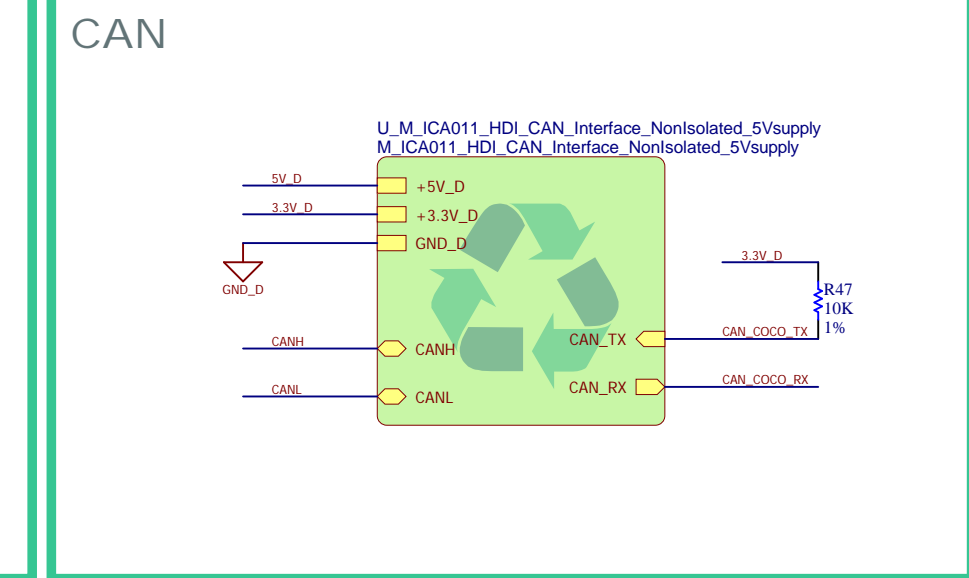 CAN
U_M_ICA011_HDI_CAN_Interface_NonIsolated_5Vsupply
M_ICA011_HDI_CAN_Interface_NonIsolated_5Vsupply
5V_D
+5V_D
3.3V_D
+3.3V_D
GND_D
GND_D
3.3V_D
R47
10K
1%
CANH
CANH
CAN_TX
CAN_COCO_TX
CANL
CANL
CAN_RX
CAN_COCO_RX